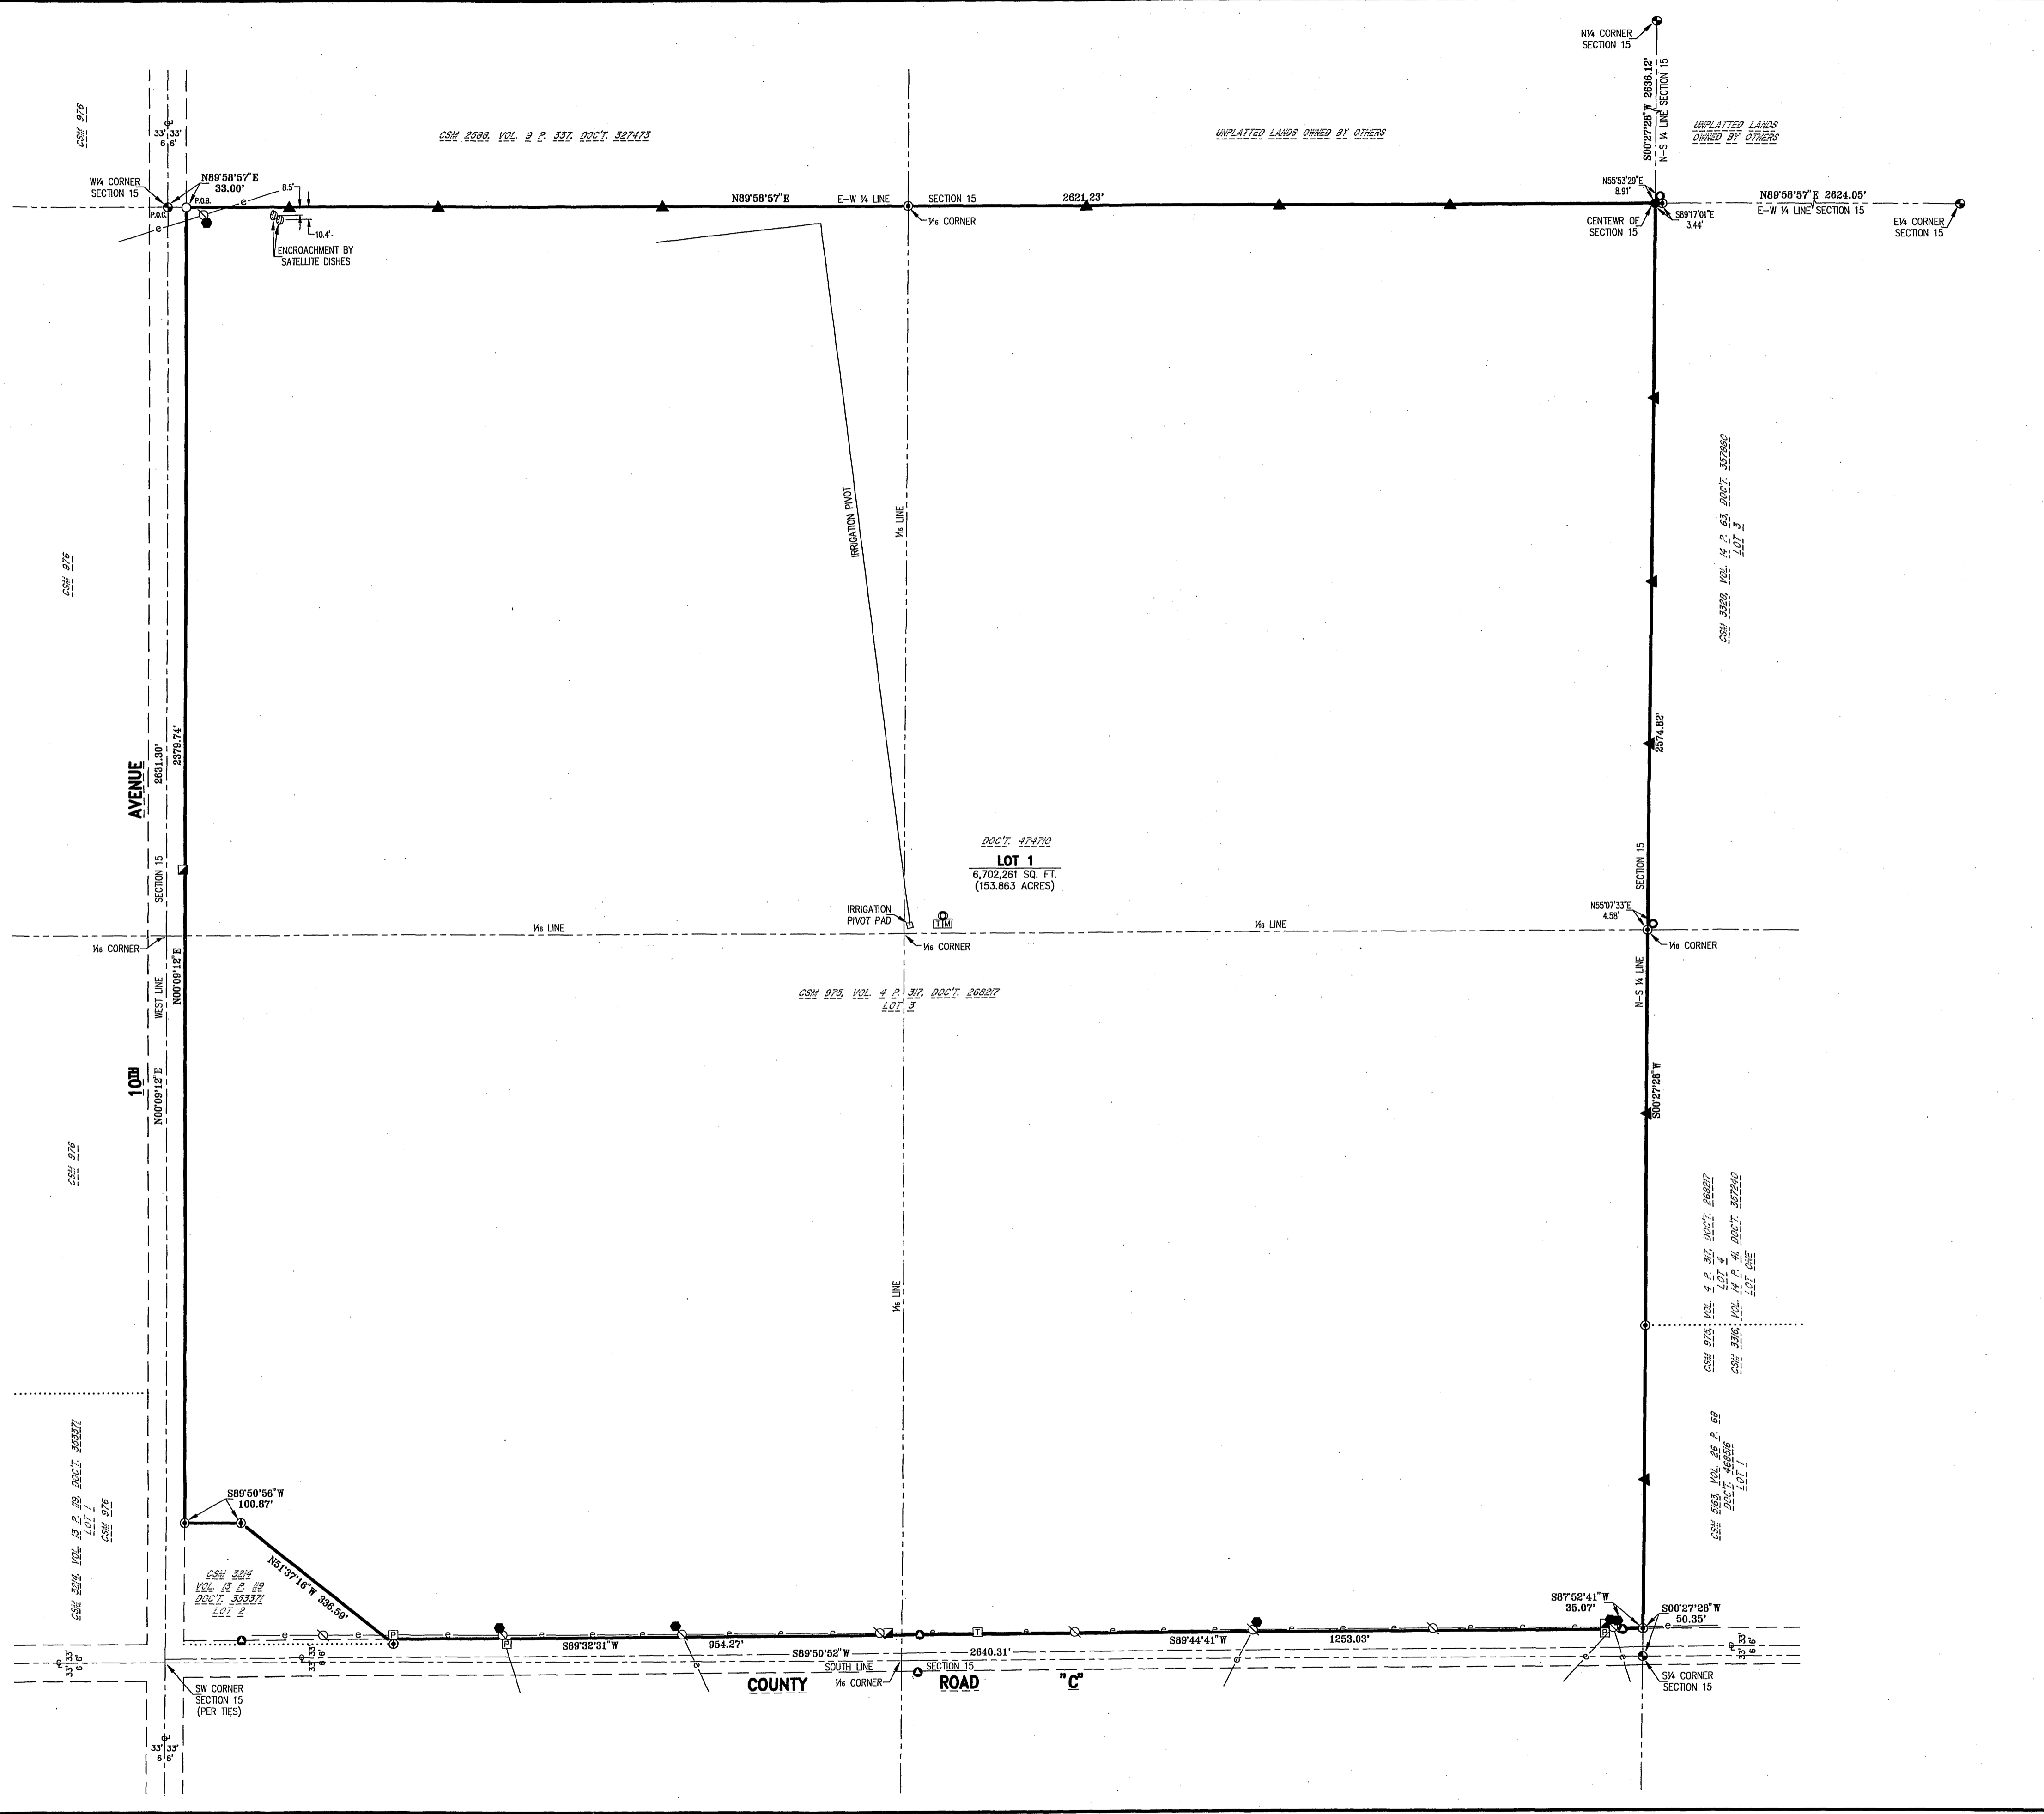 N¼ CORNER
SECTION 15
S00°27'28"W 2636.12'
N-S ¼ LINE SECTION 15
CSM 976
33' 33'
66'
CSM 2588, VOL. 9 P. 337, DOC'T. 327473
UNPLATTED LANDS OWNED BY OTHERS
UNPLATTED LANDS
OWNED BY OTHERS
W¼ CORNER
SECTION 15
N89°58'57"E
33.00'
P.O.B.
P.O.C.
e
e
8.5'
10.4'
ENCROACHMENT BY
SATELLITE DISHES
N89°58'57"E
E-W ¼ LINE
SECTION 15
2621.23'
1/16 CORNER
N55°53'29"E
8.91'
CENTEWR OF
SECTION 15
S89°17'01"E
3.44'
N89°58'57"E 2624.05'
E-W ¼ LINE SECTION 15
E¼ CORNER
SECTION 15
CSM 976
IRRIGATION PIVOT
1/16 LINE
CSM 3328, VOL. 14 P. 63, DOC'T. 357880
LOT 3
AVENUE
2631.30'
2379.74'
2574.82'
DOC'T. 474710
LOT 1
6,702,261 SQ. FT.
(153.863 ACRES)
SECTION 15
SECTION 15
IRRIGATION
PIVOT PAD
T M
N55°07'33"E
4.58'
1/16 LINE
1/16 LINE
1/16 CORNER
1/16 CORNER
1/16 CORNER
WEST LINE
N00°09'12"E
N-S ¼ LINE
CSM 975, VOL. 4 P. 317, DOC'T. 268217
LOT 3
10TH
N00°09'12"E
S00°27'28"W
CSM 976
CSM 975, VOL. 4 P. 317, DOC'T. 268217
LOT 4
CSM 3316, VOL. 14 P. 41, DOC'T. 357240
LOT ONE
1/16 LINE
CSM 3214, VOL. 13 P. 119, DOC'T. 353371
LOT 1
CSM 976
CSM 5163, VOL. 26 P. 68
DOC'T. 468516
LOT 1
S89°50'56"W
100.87'
N51°37'16"W 336.59'
CSM 3214
VOL. 13 P. 119
DOC'T. 353371
LOT 2
S87°52'41"W
35.07'
S00°27'28"W
50.35'
P
P
T
S89°32'31"W
954.27'
S89°44'41"W
1253.03'
S89°50'52"W
2640.31'
SOUTH LINE
SECTION 15
33' 33'
66'
33' 33'
66'
33' 33'
66'
COUNTY
1/16 CORNER
ROAD
"C"
S¼ CORNER
SECTION 15
SW CORNER
SECTION 15
(PER TIES)
33' 33'
66'